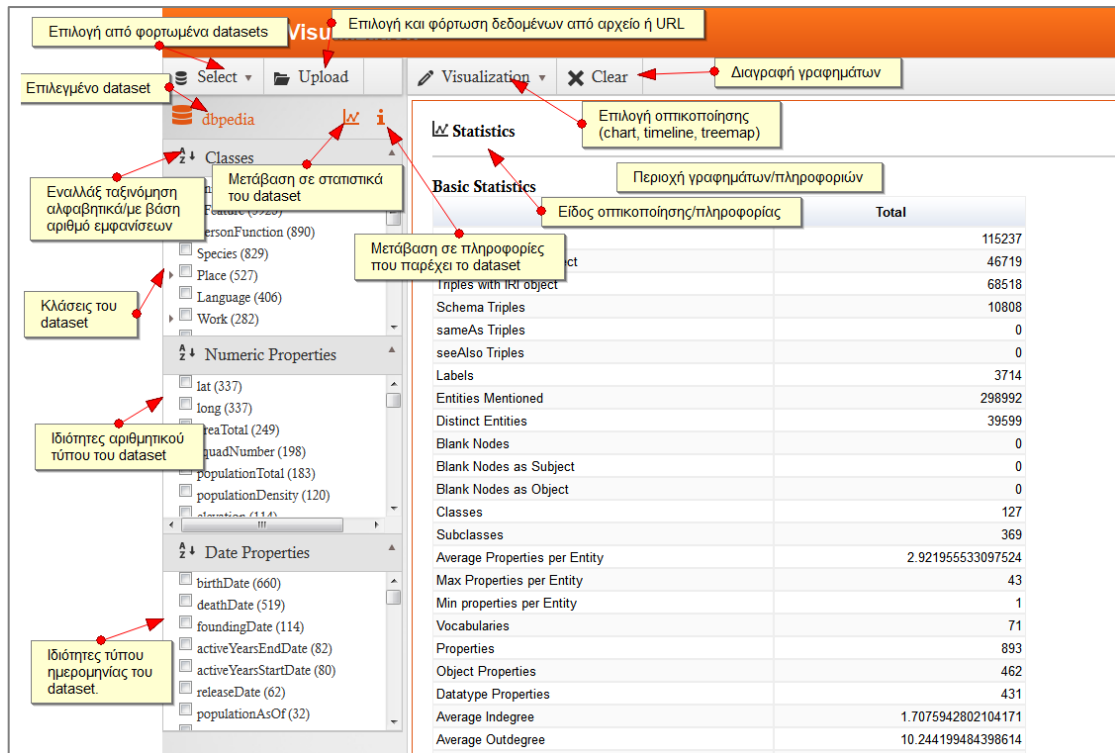 Επιλογή από φορτωμένα datasets
Επιλογή και φόρτωση δεδομένων από αρχείο ή URL
Select
Upload
Visualization
Clear
Διαγραφή γραφημάτων
Επιλεγμένο dataset
dbpedia
Επιλογή οπτικοποίησης
(chart, timeline, treemap)
Statistics
Classes
Εναλλάξ ταξινόμηση
αλφαβητικά/με βάση
αριθμό εμφανίσεων
Μετάβαση σε στατιστικά
του dataset
Basic Statistics
Περιοχή γραφημάτων/πληροφοριών
Είδος οπτικοποίησης/πληροφορίας
Total
Μετάβαση σε πληροφορίες
που παρέχει το dataset
PersonFunction (890)
Species (829)
Place (527)
Language (406)
Work (282)
Κλάσεις του
dataset
Numeric Properties
lat (337)
long (337)
areaTotal (249)
squadNumber (198)
populationTotal (183)
populationDensity (120)
elevation (114)
Ιδιότητες αριθμητικού
τύπου του dataset
Date Properties
birthDate (660)
deathDate (519)
foundingDate (114)
activeYearsEndDate (82)
activeYearsStartDate (80)
releaseDate (62)
populationAsOf (32)
Ιδιότητες τύπου
ημερομηνίας του
dataset.
115237
46719
Triples with IRI object 68518
Schema Triples 10808
sameAs Triples 0
seeAlso Triples 0
Labels 3714
Entities Mentioned 298992
Distinct Entities 39599
Blank Nodes 0
Blank Nodes as Subject 0
Blank Nodes as Object 0
Classes 127
Subclasses 369
Average Properties per Entity 2.921955533097524
Max Properties per Entity 43
Min properties per Entity 1
Vocabularies 71
Properties 893
Object Properties 462
Datatype Properties 431
Average Indegree 1.7075942802104171
Average Outdegree 10.244199484398614